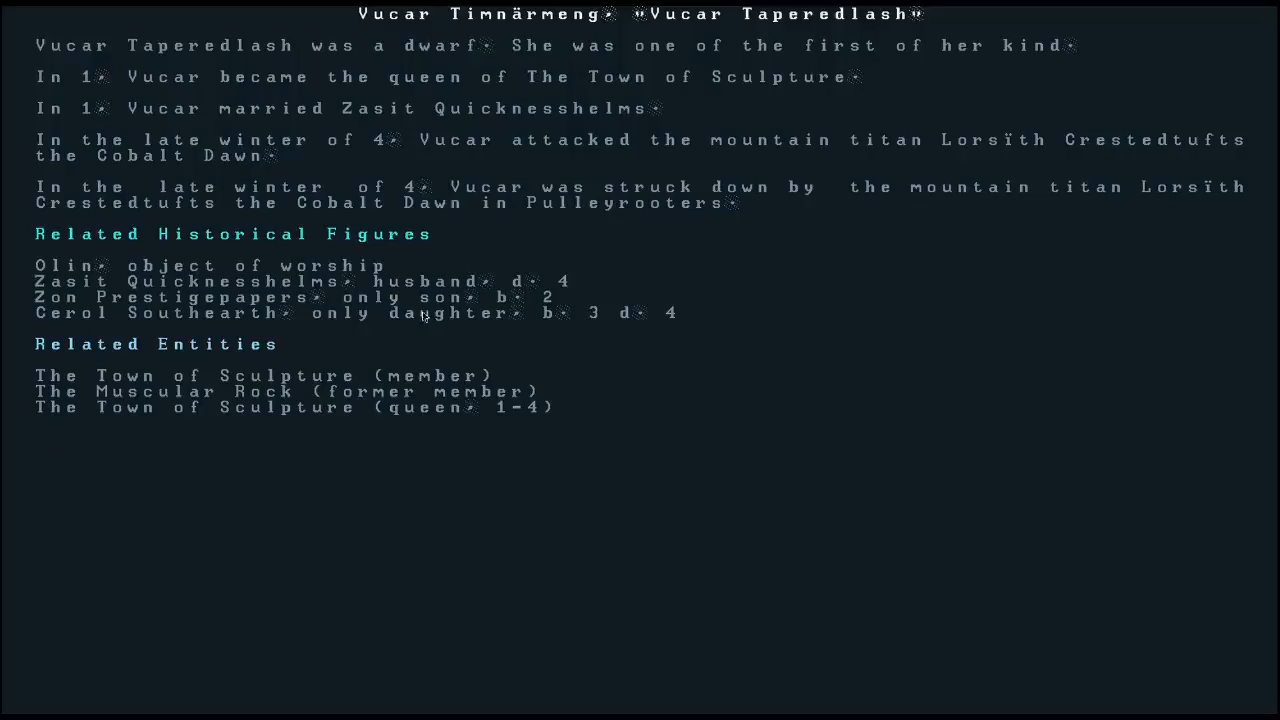 Vucar Timnärmeng, "Vucar Taperedlash"
Vucar Taperedlash was a dwarf. She was one of the first of her kind.
In 1, Vucar became the queen of The Town of Sculpture.
In 1, Vucar married Zasit Quicknesshelms.
In the late winter of 4, Vucar attacked the mountain titan Lorsïth Crestedtufts
the Cobalt Dawn.
In the late winter of 4, Vucar was struck down by the mountain titan Lorsïth
Crestedtufts the Cobalt Dawn in Pulleyrooters.
Related Historical Figures
Olin, object of worship
Zasit Quicknesshelms, husband, d. 4
Zon Prestigepapers, only son, b. 2
Cerol Southearth, only daughter, b. 3 d. 4
Related Entities
The Town of Sculpture (member)
The Muscular Rock (former member)
The Town of Sculpture (queen, 1-4)